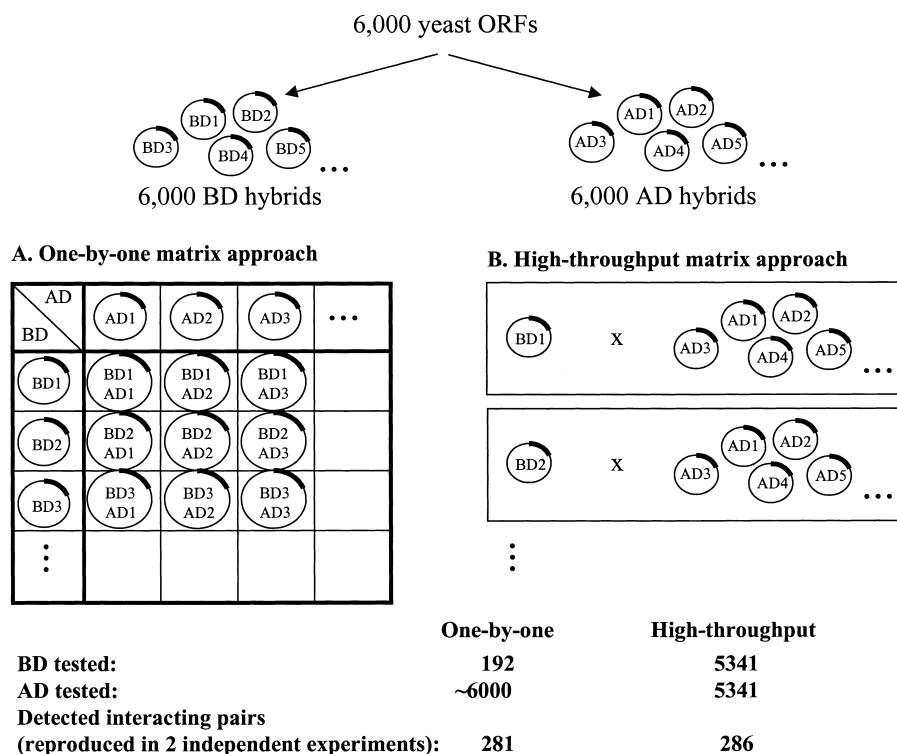 6,000 yeast ORFs
BD3 BD1 BD4 BD2 BD5 ...
AD3 AD1 AD4 AD2 AD5 ...
6,000 BD hybrids
6,000 AD hybrids
A. One-by-one matrix approach
AD
BD
AD1 AD2 AD3 ...
BD1
BD1 AD1
BD1 AD2
BD1 AD3
BD2
BD2 AD1
BD2 AD2
BD2 AD3
BD3
BD3 AD1
BD3 AD2
BD3 AD3
B. High-throughput matrix approach
BD1 x AD3 AD1 AD4 AD2 AD5 ...
BD2 x AD3 AD1 AD4 AD2 AD5 ...
One-by-one High-throughput
BD tested: 192 5341
AD tested: ~6000 5341
Detected interacting pairs
(reproduced in 2 independent experiments): 281 286